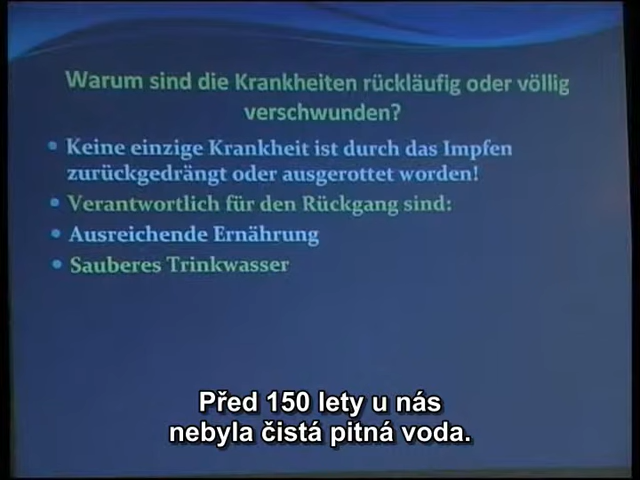 Warum sind die Krankheiten rückläufig oder völlig
verschwunden?
• Keine einzige Krankheit ist durch das Impfen
zurückgedrängt oder ausgerottet worden!
• Verantwortlich für den Rückgang sind:
• Ausreichende Ernährung
• Sauberes Trinkwasser
Před 150 lety u nás
nebyla čistá pitná voda.